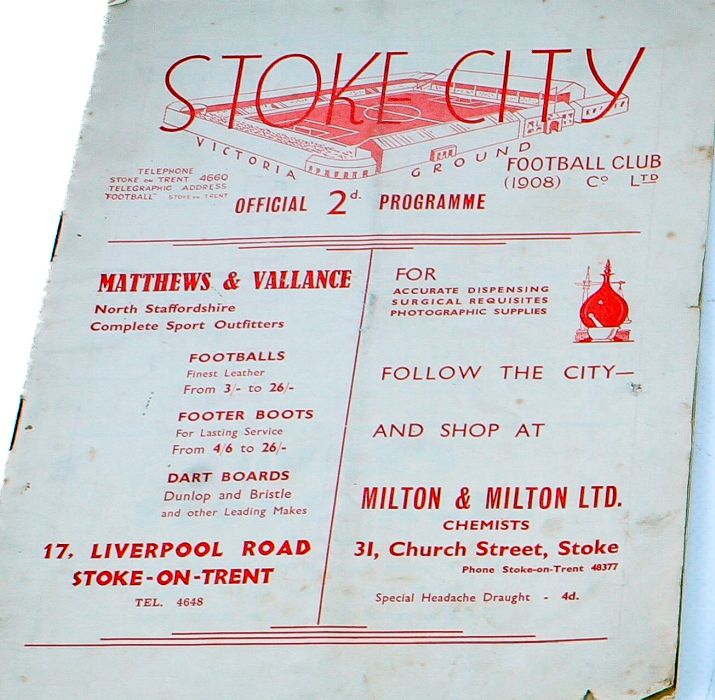 STOKE CITY
VICTORIA GROUND
FOOTBALL CLUB
(1908) Co LTD
TELEPHONE
STOKE ON TRENT 4660
TELEGRAPHIC ADDRESS
"FOOTBALL" STOKE ON TRENT
OFFICIAL 2d. PROGRAMME
MATTHEWS & VALLANCE
North Staffordshire
Complete Sport Outfitters
FOOTBALLS
Finest Leather
From 3/- to 26/-
FOOTER BOOTS
For Lasting Service
From 4/6 to 26/-
DART BOARDS
Dunlop and Bristle
and other Leading Makes
17, LIVERPOOL ROAD
STOKE-ON-TRENT
TEL. 4648
FOR
ACCURATE DISPENSING
SURGICAL REQUISITES
PHOTOGRAPHIC SUPPLIES
FOLLOW THE CITY—
AND SHOP AT
MILTON & MILTON LTD.
CHEMISTS
31, Church Street, Stoke
Phone Stoke-on-Trent 48377
Special Headache Draught - 4d.